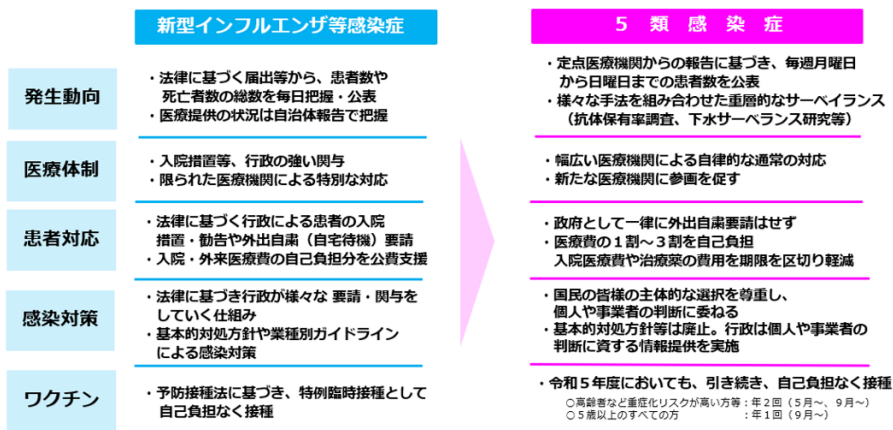 新型インフルエンザ等感染症
５類感染症
発生動向
・法律に基づく届出等から、患者数や
死亡者数の総数を毎日把握・公表
・医療提供の状況は自治体報告で把握
・定点医療機関からの報告に基づき、毎週月曜日
から日曜日までの患者数を公表
・様々な手法を組み合わせた重層的なサーベイランス
（抗体保有率調査、下水サーベランス研究等）
医療体制
・入院措置等、行政の強い関与
・限られた医療機関による特別な対応
・幅広い医療機関による自律的な通常の対応
・新たな医療機関に参画を促す
患者対応
・法律に基づく行政による患者の入院
措置・勧告や外出自粛（自宅待機）要請
・入院・外来医療費の自己負担分を公費支援
・政府として一律に外出自粛要請はせず
・医療費の１割～３割を自己負担
入院医療費や治療薬の費用を期限を区切り軽減
感染対策
・法律に基づき行政が様々な 要請・関与を
していく仕組み
・基本的対処方針や業種別ガイドライン
による感染対策
・国民の皆様の主体的な選択を尊重し、
個人や事業者の判断に委ねる
・基本的対処方針等は廃止。行政は個人や事業者の
判断に資する情報提供を実施
ワクチン
・予防接種法に基づき、特例臨時接種として
自己負担なく接種
・令和５年度においても、引き続き、自己負担なく接種
○高齢者など重症化リスクが高い方等：年２回（５月～、９月～）
○５歳以上のすべての方 ：年１回（９月～）